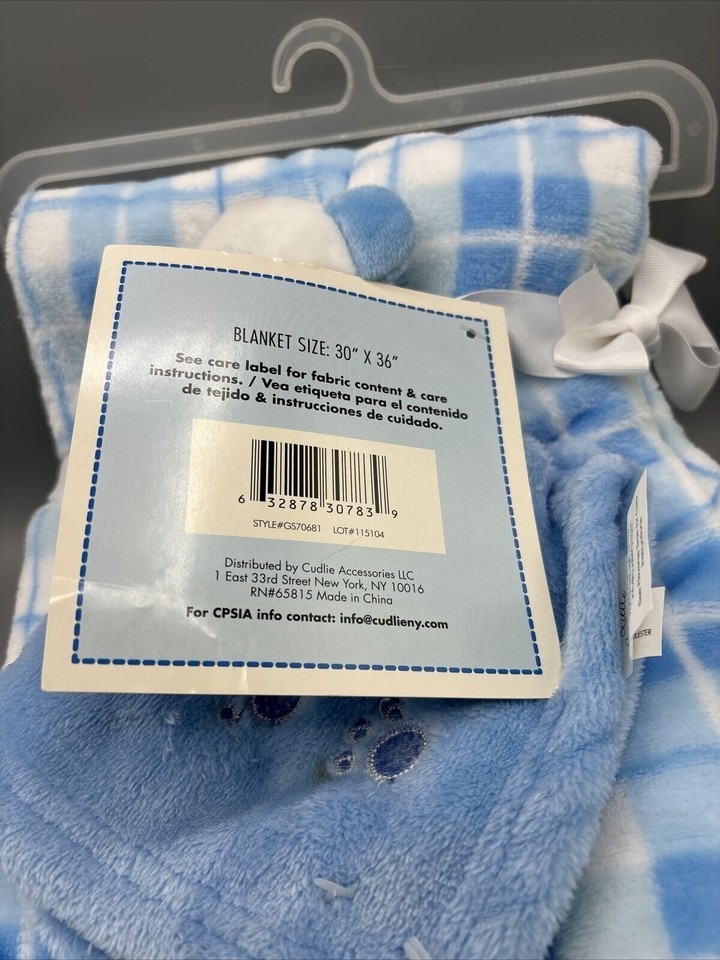 BLANKET SIZE: 30" X 36"
See care label for fabric content & care
instructions. / Vea etiqueta para el contenido
de tejido & instrucciones de cuidado.
6 32878 30783 9
STYLE#GS70681 LOT#115104
Distributed by Cudlie Accessories LLC
1 East 33rd Street New York, NY 10016
RN#65815 Made in China
For CPSIA info contact: info@cudlieny.com